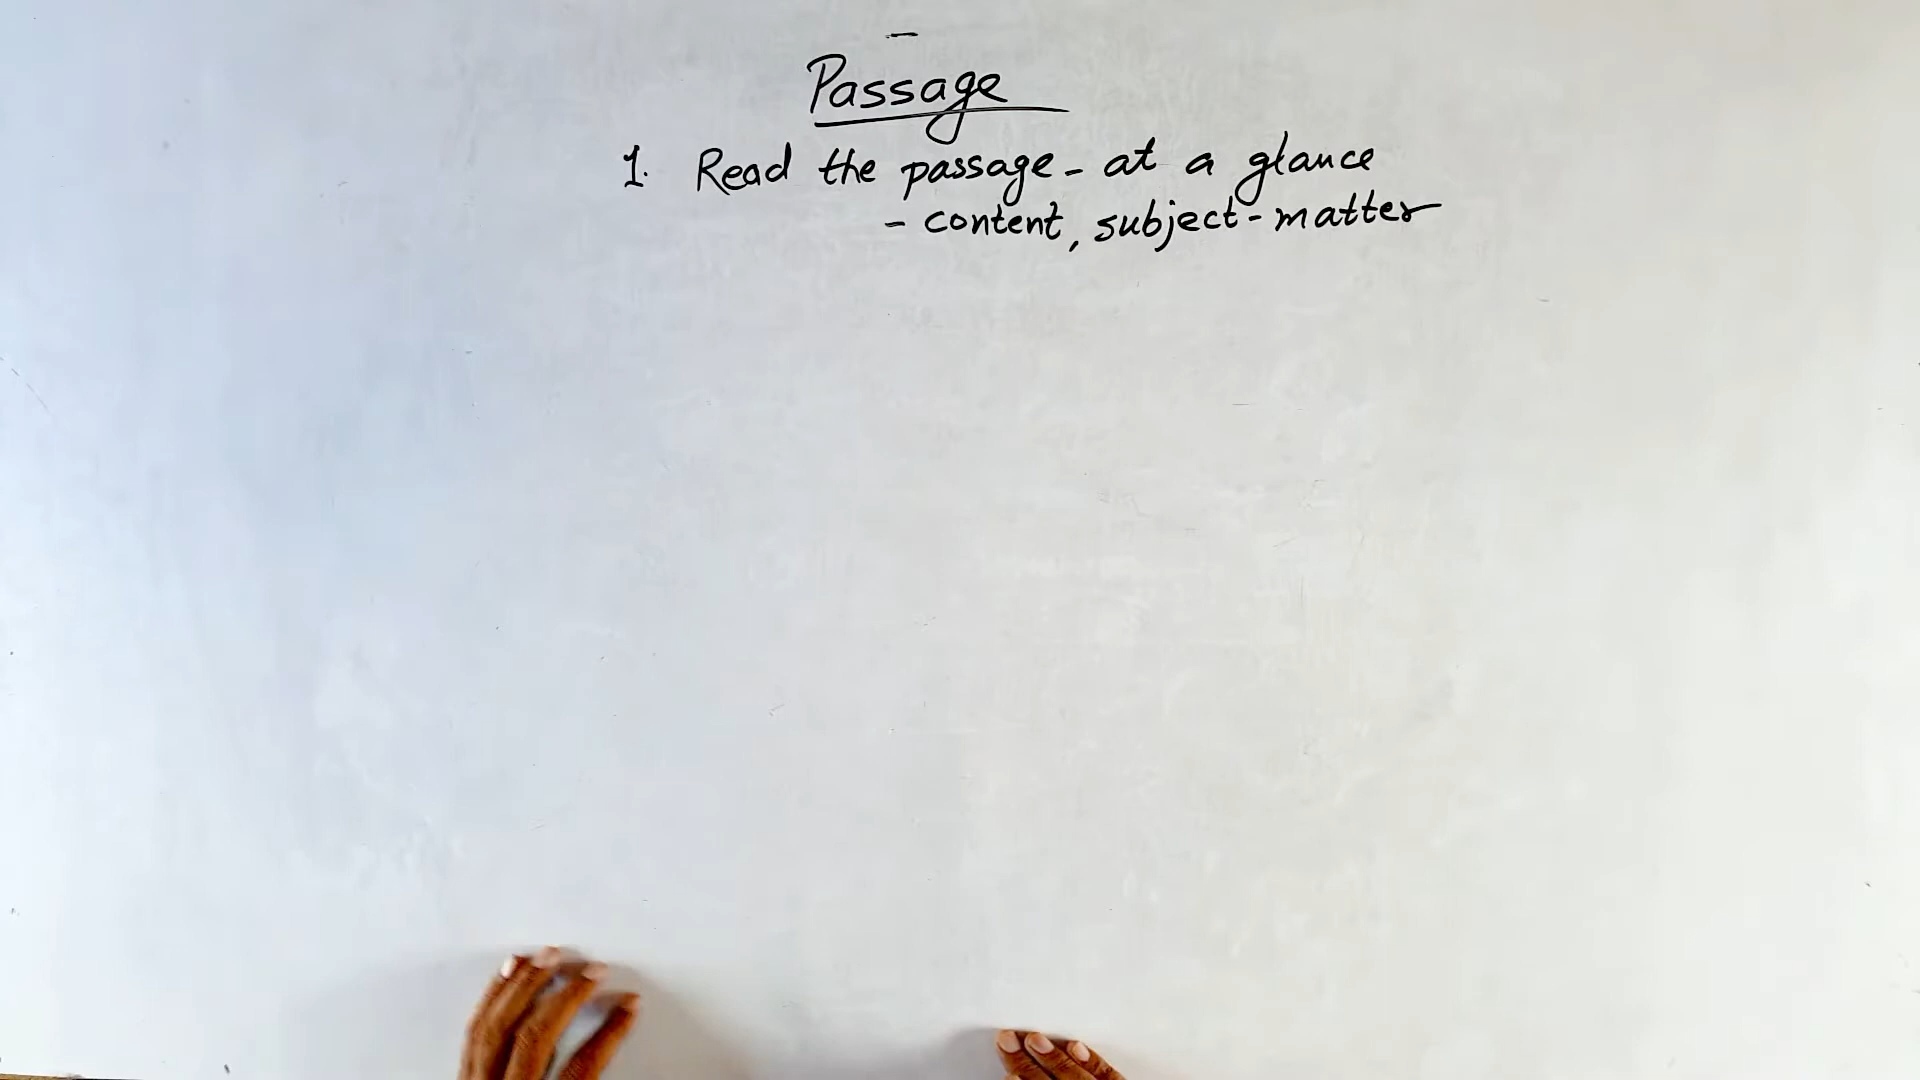 Passage
1. Read the passage - at a glance
- content, subject-matter